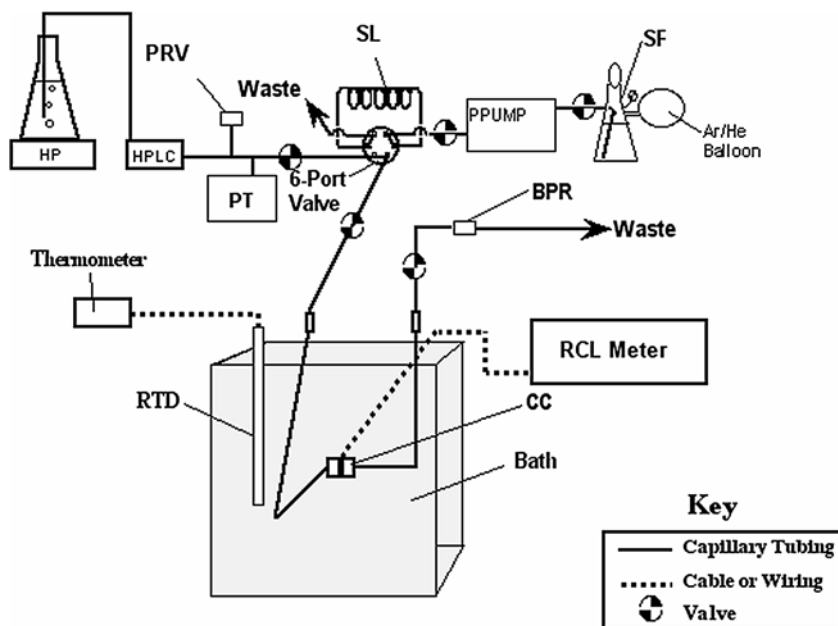 SL
SF
PRV
Waste
PPUMP
Ar/He
Balloon
HP
HPLC
6-Port
Valve
PT
BPR
Waste
Thermometer
RCL Meter
RTD
CC
Bath
Key
Capillary Tubing
Cable or Wiring
Valve